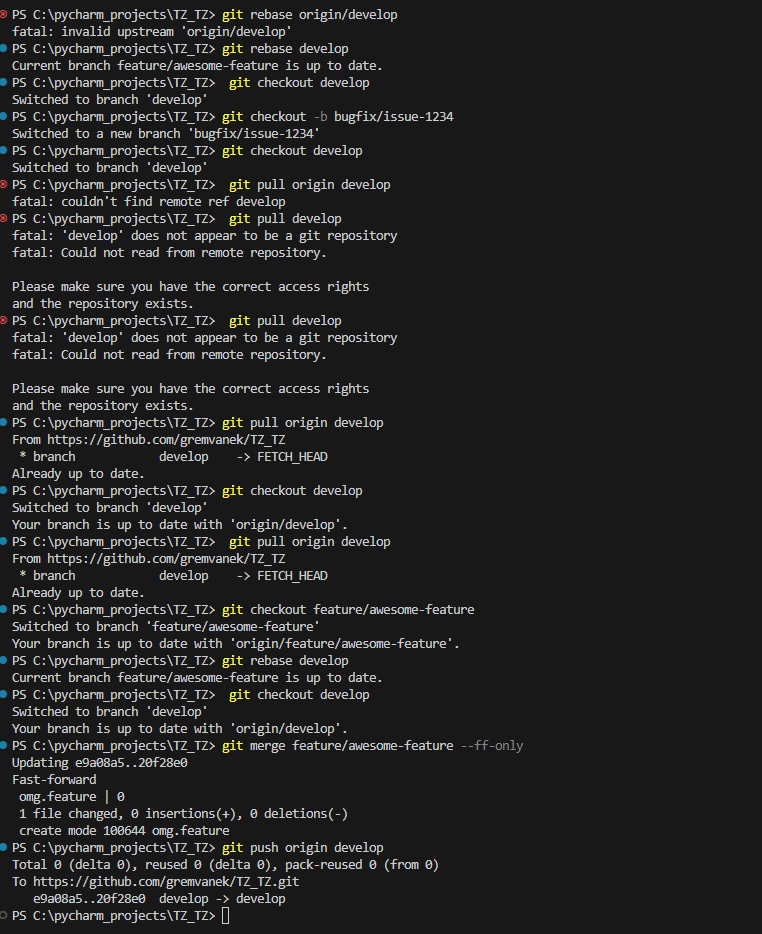 PS C:\pycharm_projects\TZ_TZ> git rebase origin/develop
fatal: invalid upstream 'origin/develop'
PS C:\pycharm_projects\TZ_TZ> git rebase develop
Current branch feature/awesome-feature is up to date.
PS C:\pycharm_projects\TZ_TZ>  git checkout develop
Switched to branch 'develop'
PS C:\pycharm_projects\TZ_TZ> git checkout -b bugfix/issue-1234
Switched to a new branch 'bugfix/issue-1234'
PS C:\pycharm_projects\TZ_TZ> git checkout develop
Switched to branch 'develop'
PS C:\pycharm_projects\TZ_TZ>  git pull origin develop
fatal: couldn't find remote ref develop
PS C:\pycharm_projects\TZ_TZ>  git pull develop
fatal: 'develop' does not appear to be a git repository
fatal: Could not read from remote repository.

Please make sure you have the correct access rights
and the repository exists.
PS C:\pycharm_projects\TZ_TZ>  git pull develop
fatal: 'develop' does not appear to be a git repository
fatal: Could not read from remote repository.

Please make sure you have the correct access rights
and the repository exists.
PS C:\pycharm_projects\TZ_TZ> git pull origin develop
From https://github.com/gremvanek/TZ_TZ
 * branch            develop    -> FETCH_HEAD
Already up to date.
PS C:\pycharm_projects\TZ_TZ> git checkout develop
Switched to branch 'develop'
Your branch is up to date with 'origin/develop'.
PS C:\pycharm_projects\TZ_TZ>  git pull origin develop
From https://github.com/gremvanek/TZ_TZ
 * branch            develop    -> FETCH_HEAD
Already up to date.
PS C:\pycharm_projects\TZ_TZ> git checkout feature/awesome-feature
Switched to branch 'feature/awesome-feature'
Your branch is up to date with 'origin/feature/awesome-feature'.
PS C:\pycharm_projects\TZ_TZ> git rebase develop
Current branch feature/awesome-feature is up to date.
PS C:\pycharm_projects\TZ_TZ>  git checkout develop
Switched to branch 'develop'
Your branch is up to date with 'origin/develop'.
PS C:\pycharm_projects\TZ_TZ> git merge feature/awesome-feature --ff-only
Updating e9a08a5..20f28e0
Fast-forward
 omg.feature | 0
 1 file changed, 0 insertions(+), 0 deletions(-)
 create mode 100644 omg.feature
PS C:\pycharm_projects\TZ_TZ> git push origin develop
Total 0 (delta 0), reused 0 (delta 0), pack-reused 0 (from 0)
To https://github.com/gremvanek/TZ_TZ.git
   e9a08a5..20f28e0  develop -> develop
PS C:\pycharm_projects\TZ_TZ>